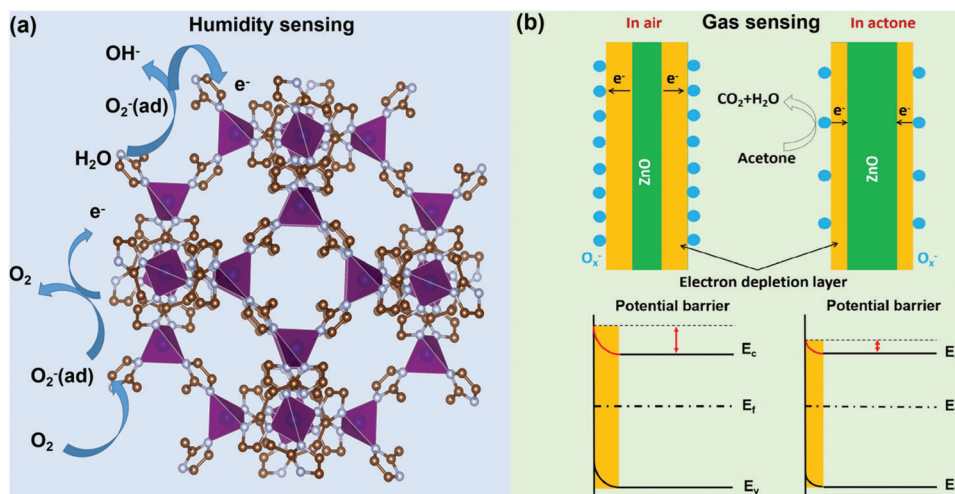 (a)
Humidity sensing
OH-
e-
O2-(ad)
H2O
e-
O2
O2-(ad)
O2
(b)
Gas sensing
In air
In actone
e-
e-
ZnO
Ox-
CO2+H2O
Acetone
e-
e-
ZnO
Ox-
Electron depletion layer
Potential barrier
Ec
Ef
Ev
Potential barrier
E
E
E